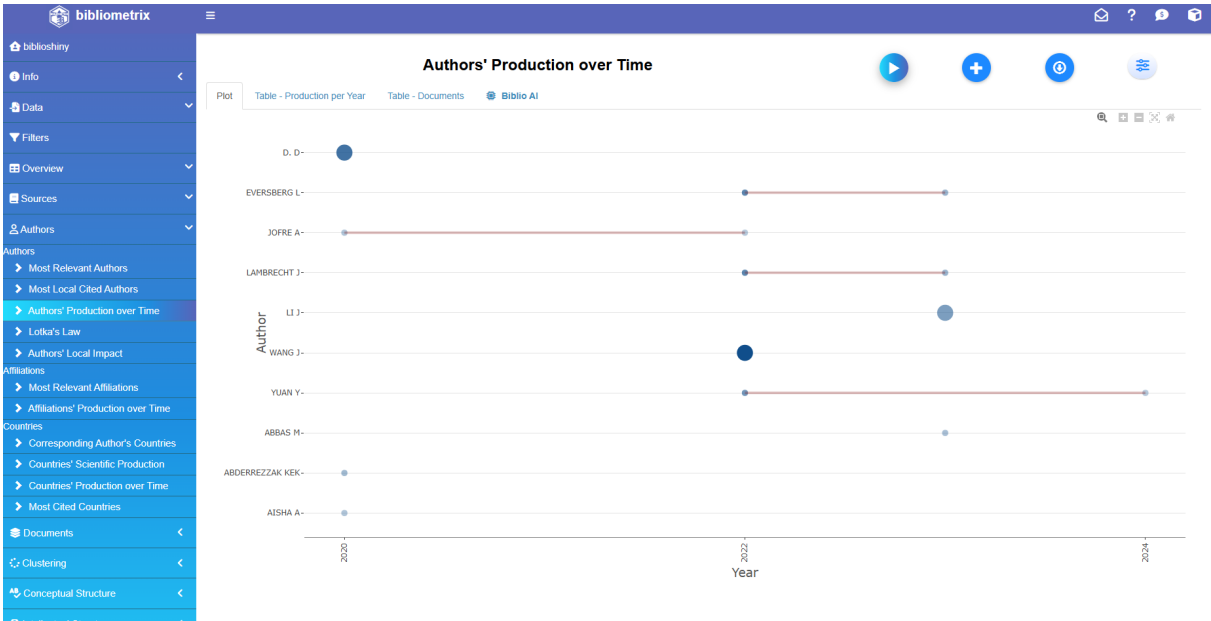 bibliometrix
biblioshiny
Info
Data
Filters
Overview
Sources
Authors
Authors
Most Relevant Authors
Most Local Cited Authors
Authors' Production over Time
Lotka's Law
Authors' Local Impact
Affiliations
Most Relevant Affiliations
Affiliations' Production over Time
Countries
Corresponding Author's Countries
Countries' Scientific Production
Countries' Production over Time
Most Cited Countries
Documents
Clustering
Conceptual Structure
Authors' Production over Time
Plot
Table - Production per Year
Table - Documents
Biblio AI
D. D
EVERSBERG L
JOFRE A
LAMBRECHT J
LI J
WANG J
YUAN Y
ABBAS M
ABDERREZZAK KEK
AISHA A
Author
2020
2022
2024
Year